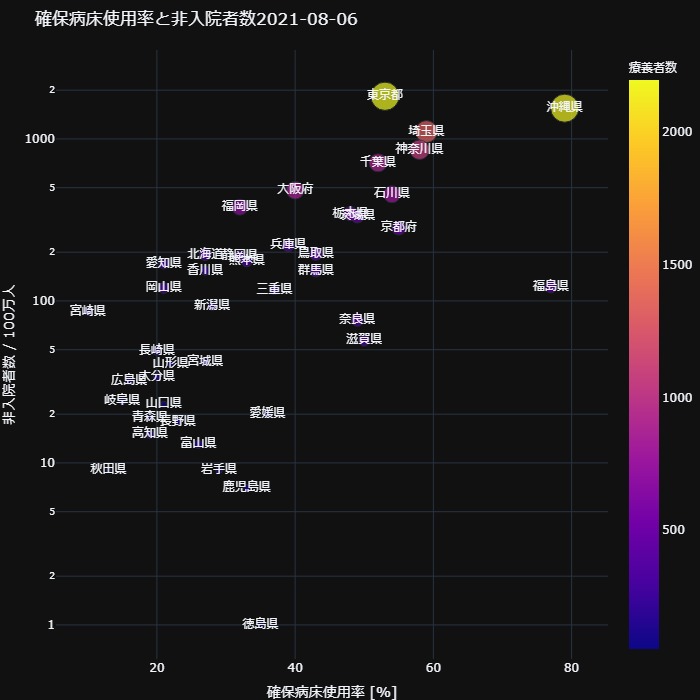 確保病床使用率と非入院者数2021-08-06
療養者数
2
東京都
沖縄県
埼玉県
2000
1000
神奈川県
千葉県
5
大阪府
石川県
福岡県
栃木県
京都府
兵庫県
2
北海道
静岡県
鳥取県
熊本県
愛知県
香川県
群馬県
1500
岡山県
三重県
福島県
100
新潟県
宮崎県
奈良県
滋賀県
5
長崎県
山形県
宮城県
広島県
大分県
岐阜県
山口県
1000
2
青森県
長野県
愛媛県
高知県
富山県
10
秋田県
岩手県
鹿児島県
5
500
2
1
徳島県
20
40
60
80
確保病床使用率 [%]
非入院者数 / 100万人